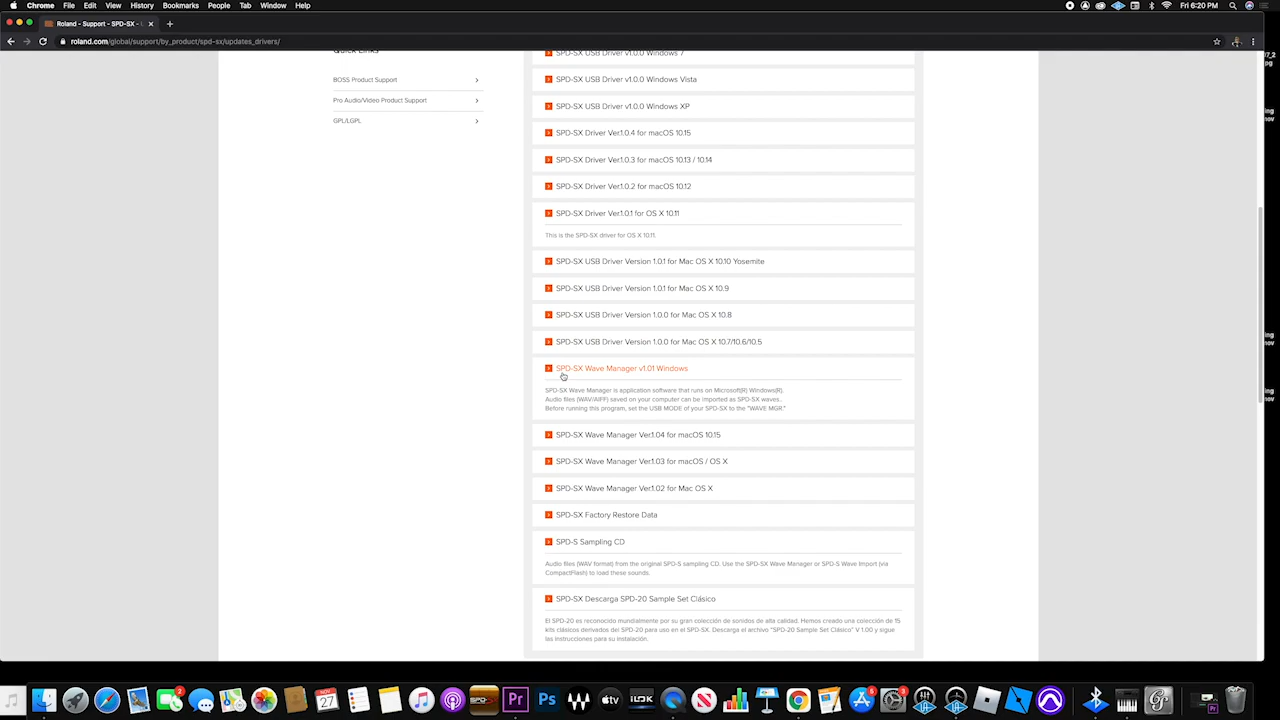 Chrome File Edit View History Bookmarks People Tab Window Help
Fri 6:20 PM
Roland - Support - SPD-SX - U
roland.com/global/support/by_product/spd-sx/updates_drivers/
Quick Links
BOSS Product Support
Pro Audio/Video Product Support
GPL/LGPL
SPD-SX USB Driver v1.0.0 Windows 7
SPD-SX USB Driver v1.0.0 Windows Vista
SPD-SX USB Driver v1.0.0 Windows XP
SPD-SX Driver Ver.1.0.4 for macOS 10.15
SPD-SX Driver Ver.1.0.3 for macOS 10.13 / 10.14
SPD-SX Driver Ver.1.0.2 for macOS 10.12
SPD-SX Driver Ver.1.0.1 for OS X 10.11
This is the SPD-SX driver for OS X 10.11.
SPD-SX USB Driver Version 1.0.1 for Mac OS X 10.10 Yosemite
SPD-SX USB Driver Version 1.0.1 for Mac OS X 10.9
SPD-SX USB Driver Version 1.0.0 for Mac OS X 10.8
SPD-SX USB Driver Version 1.0.0 for Mac OS X 10.7/10.6/10.5
SPD-SX Wave Manager v1.01 Windows
SPD-SX Wave Manager is application software that runs on Microsoft(R) Windows(R).
Audio files (WAV/AIFF) saved on your computer can be imported as SPD-SX waves..
Before running this program, set the USB MODE of your SPD-SX to the "WAVE MGR."
SPD-SX Wave Manager Ver.1.04 for macOS 10.15
SPD-SX Wave Manager Ver.1.03 for macOS / OS X
SPD-SX Wave Manager Ver.1.02 for Mac OS X
SPD-SX Factory Restore Data
SPD-S Sampling CD
Audio files (WAV format) from the original SPD-S sampling CD. Use the SPD-SX Wave Manager or SPD-S Wave Import (via
CompactFlash) to load these sounds.
SPD-SX Descarga SPD-20 Sample Set Clásico
El SPD-20 es reconocido mundialmente por su gran colección de sonidos de alta calidad. Hemos creado una colección de 15
kits clásicos derivados del SPD-20 para uso en el SPD-SX. Descarga el archivo "SPD-20 Sample Set Clásico" V 1.00 y sigue
las instrucciones para su instalación.
ing
mov
ing
mov
ing
mov
NOV
27
2
tv
iLOK
Pr
Ps
5
3